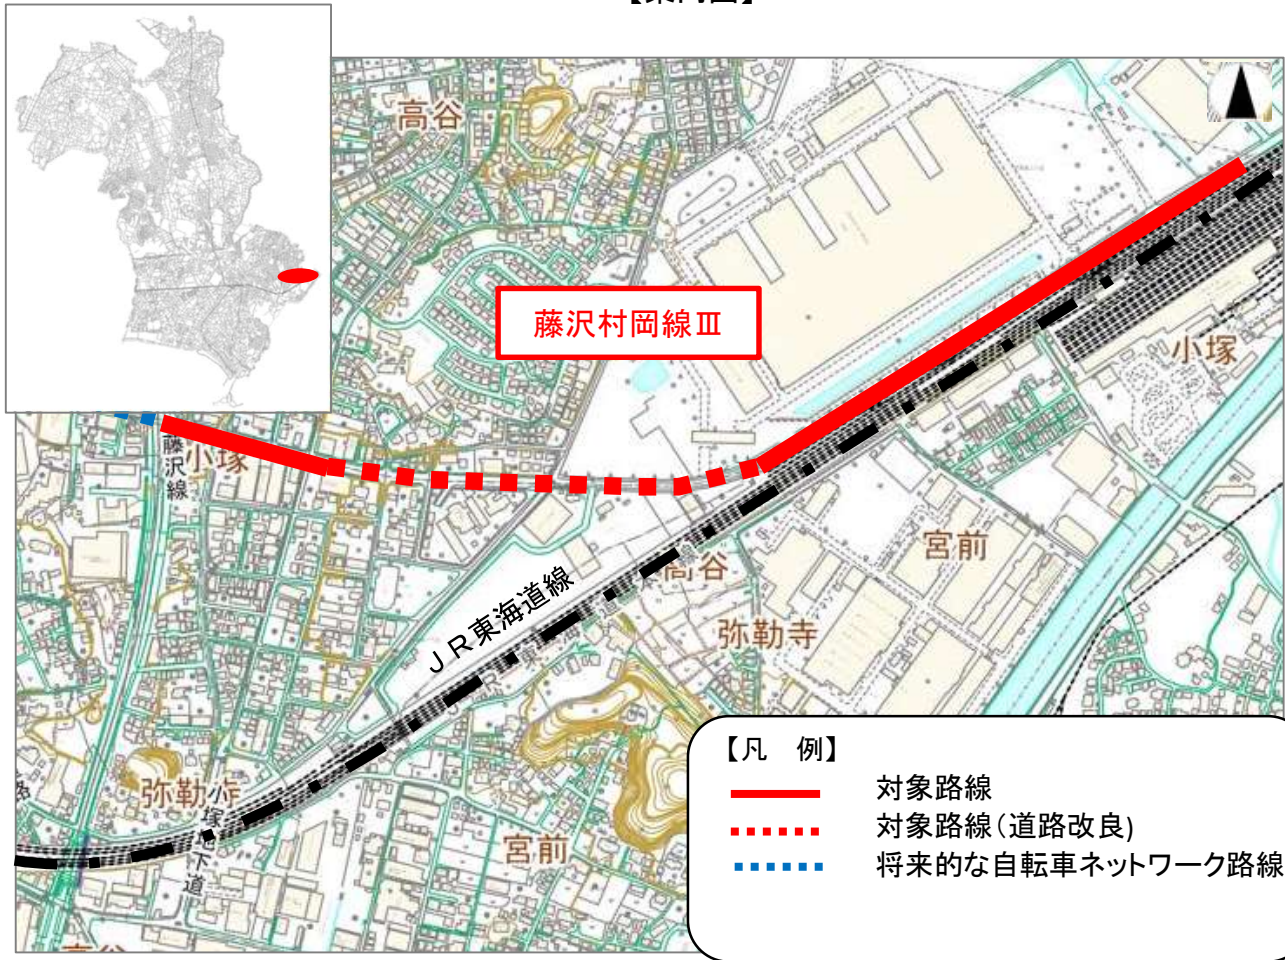 高谷
藤沢村岡線Ⅲ
小塚
藤沢線
小塚
宮前
高谷
弥勒寺
JR東海道線
弥勒寺
小塚地下道
宮前
【凡　例】
対象路線
対象路線(道路改良)
将来的な自転車ネットワーク路線